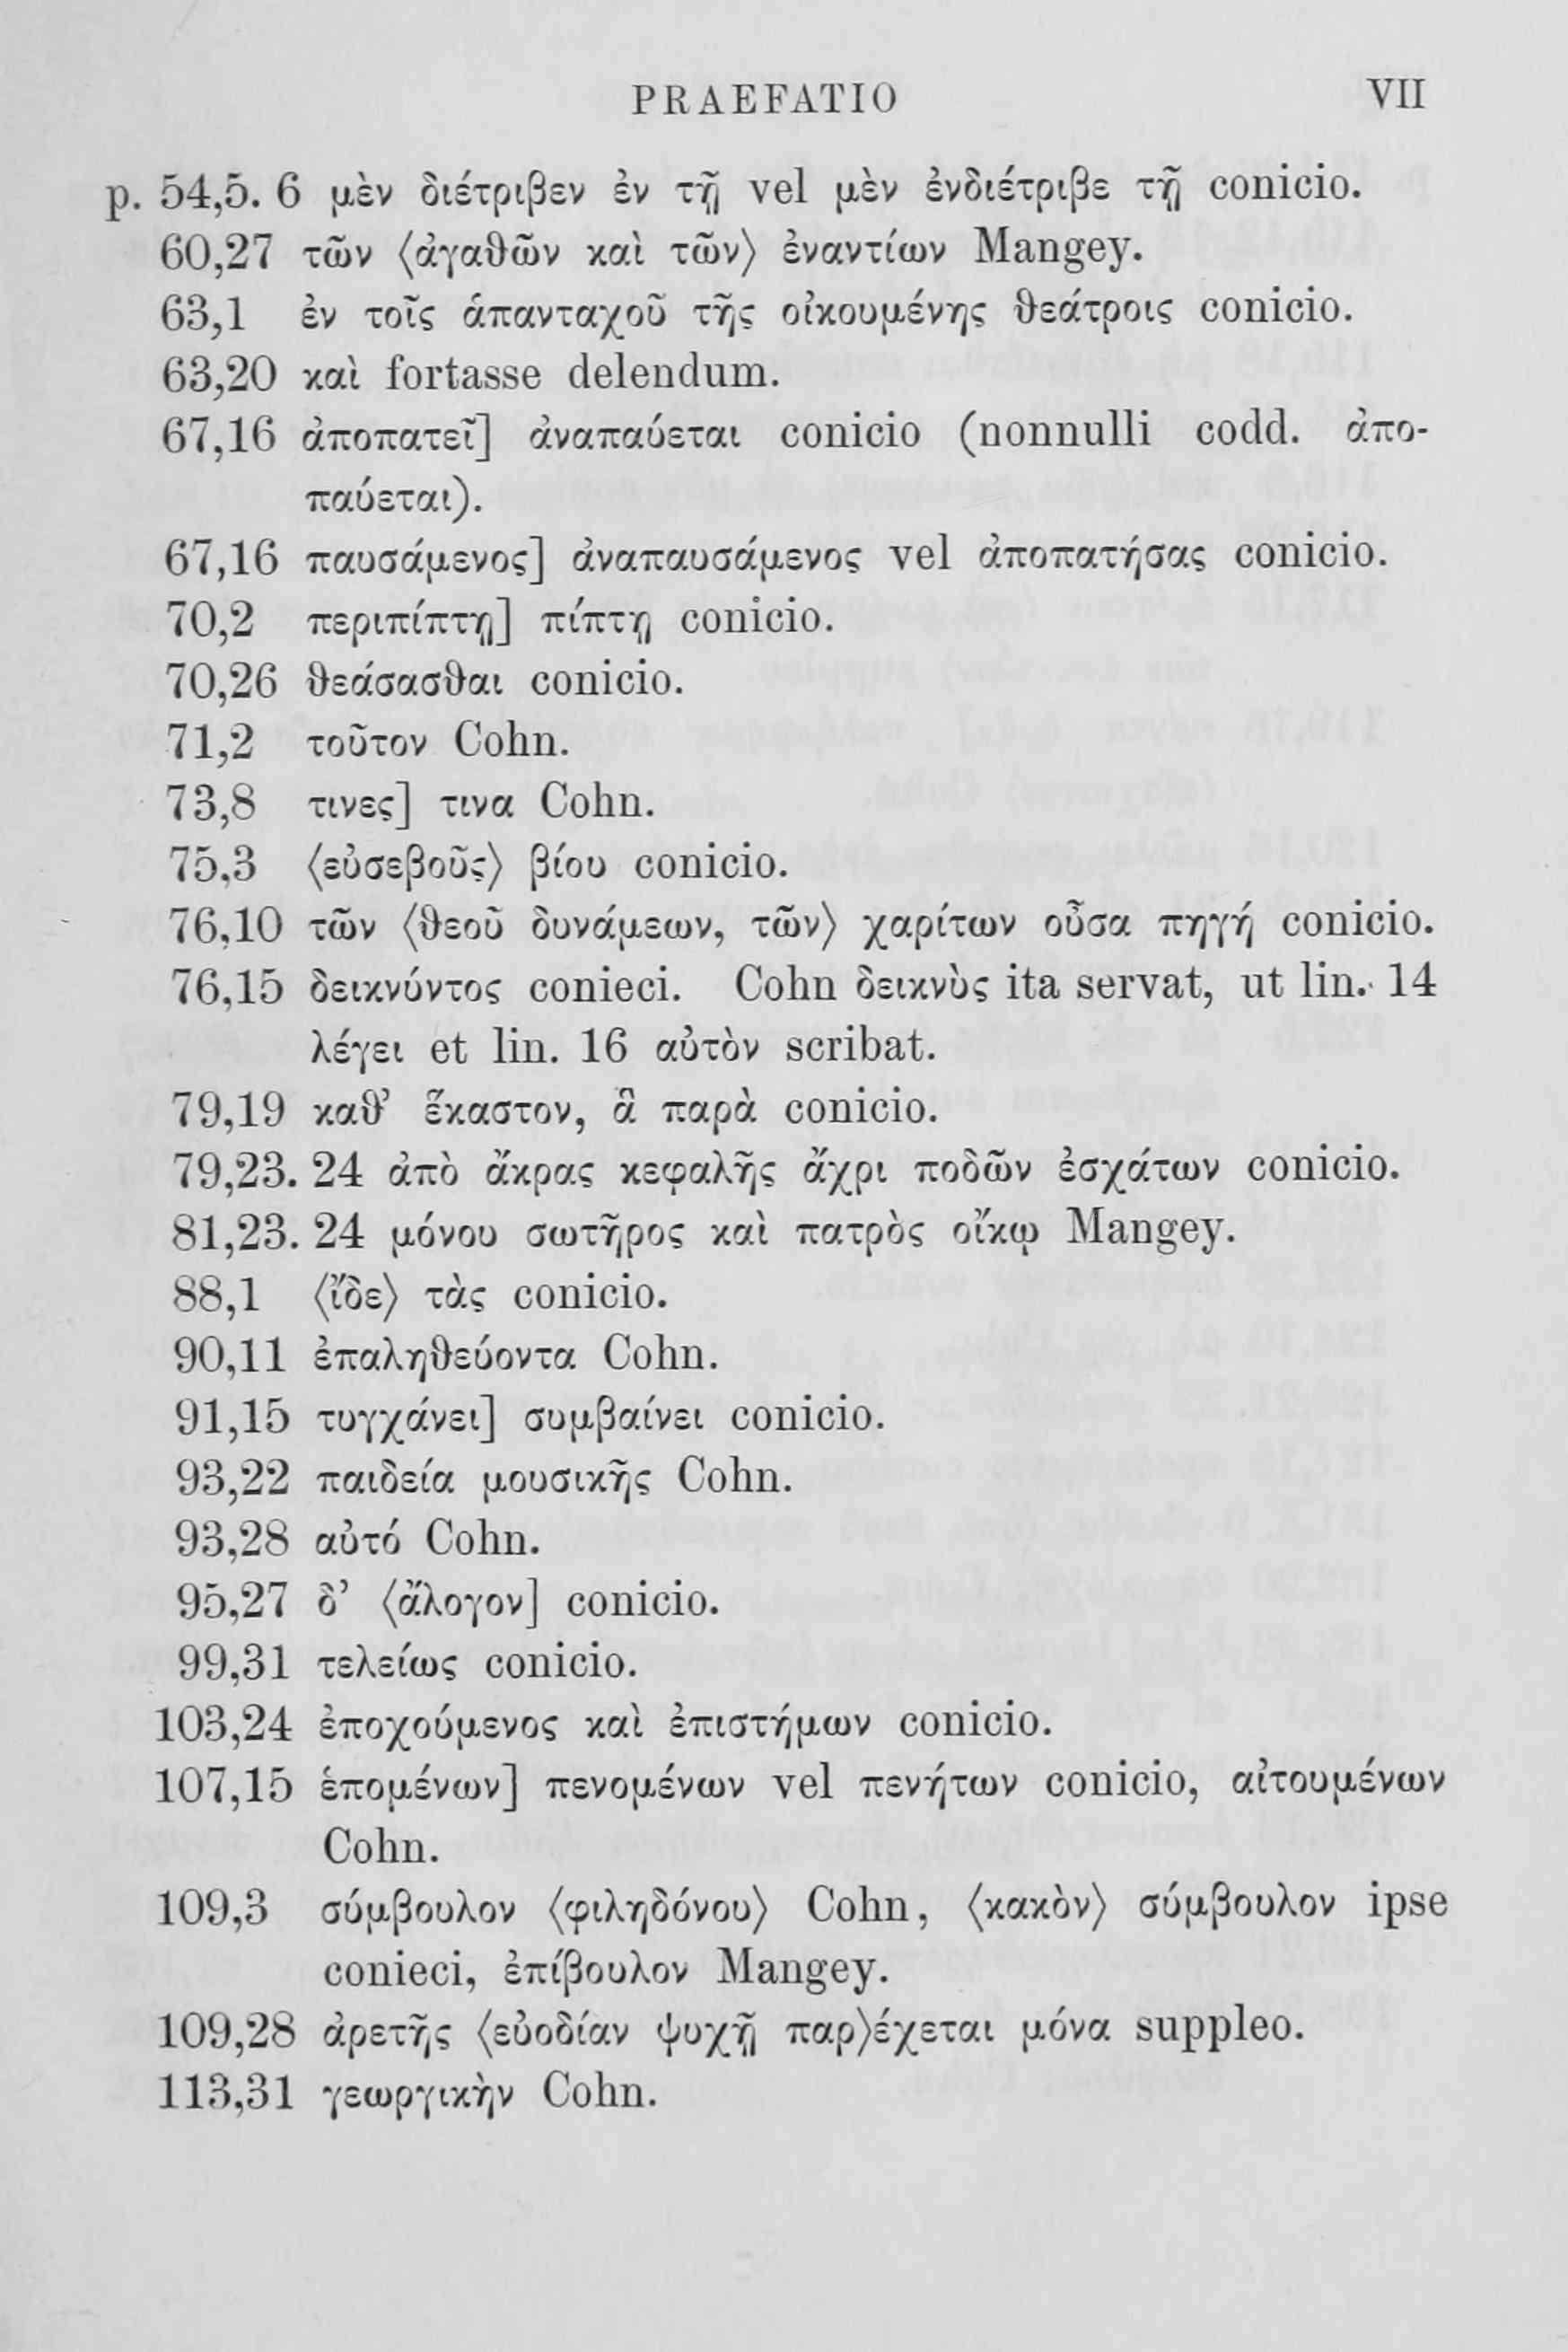 PRAEFATIO VII
p. 54,5. 6 μὲν διέτριβεν ἐν τῇ vel μὲν ἐνδιέτριβε τῇ conicio.
60,27 τῶν ⟨ἀγαθῶν καὶ τῶν⟩ ἐναντίων Mangey.
63,1 ἐν τοῖς ἁπανταχοῦ τῆς οἰκουμένης θεάτροις conicio.
63,20 καὶ fortasse delendum.
67,16 ἀποπατεῖ] ἀναπαύεται conicio (nonnulli codd. ἀπο-
παύεται).
67,16 παυσάμενος] ἀναπαυσάμενος vel ἀποπατήσας conicio.
70,2 περιπίπτῃ] πίπτῃ conicio.
70,26 θεάσασθαι conicio.
71,2 τοῦτον Cohn.
73,8 τινες] τινα Cohn.
75,3 ⟨εὐσεβοῦς⟩ βίου conicio.
76,10 τῶν ⟨θεοῦ δυνάμεων, τῶν⟩ χαρίτων οὖσα πηγή conicio.
76,15 δεικνύντος conieci. Cohn δεικνὺς ita servat, ut lin. 14
λέγει et lin. 16 αὐτὸν scribat.
79,19 καθ’ ἕκαστον, ἃ παρὰ conicio.
79,23. 24 ἀπὸ ἄκρας κεφαλῆς ἄχρι ποδῶν ἐσχάτων conicio.
81,23. 24 μόνου σωτῆρος καὶ πατρὸς οἴκῳ Mangey.
88,1 ⟨ἴδε⟩ τὰς conicio.
90,11 ἐπαληθεύοντα Cohn.
91,15 τυγχάνει] συμβαίνει conicio.
93,22 παιδεία μουσικῆς Cohn.
93,28 αὐτό Cohn.
95,27 δ’ ⟨ἄλογον] conicio.
99,31 τελείως conicio.
103,24 ἐποχούμενος καὶ ἐπιστήμων conicio.
107,15 ἑπομένων] πενομένων vel πενήτων conicio, αἰτουμένων
Cohn.
109,3 σύμβουλον ⟨φιληδόνου⟩ Cohn, ⟨κακὸν⟩ σύμβουλον ipse
conieci, ἐπίβουλον Mangey.
109,28 ἀρετῆς ⟨εὐοδίαν ψυχῇ παρ⟩έχεται μόνα suppleo.
113,31 γεωργικὴν Cohn.